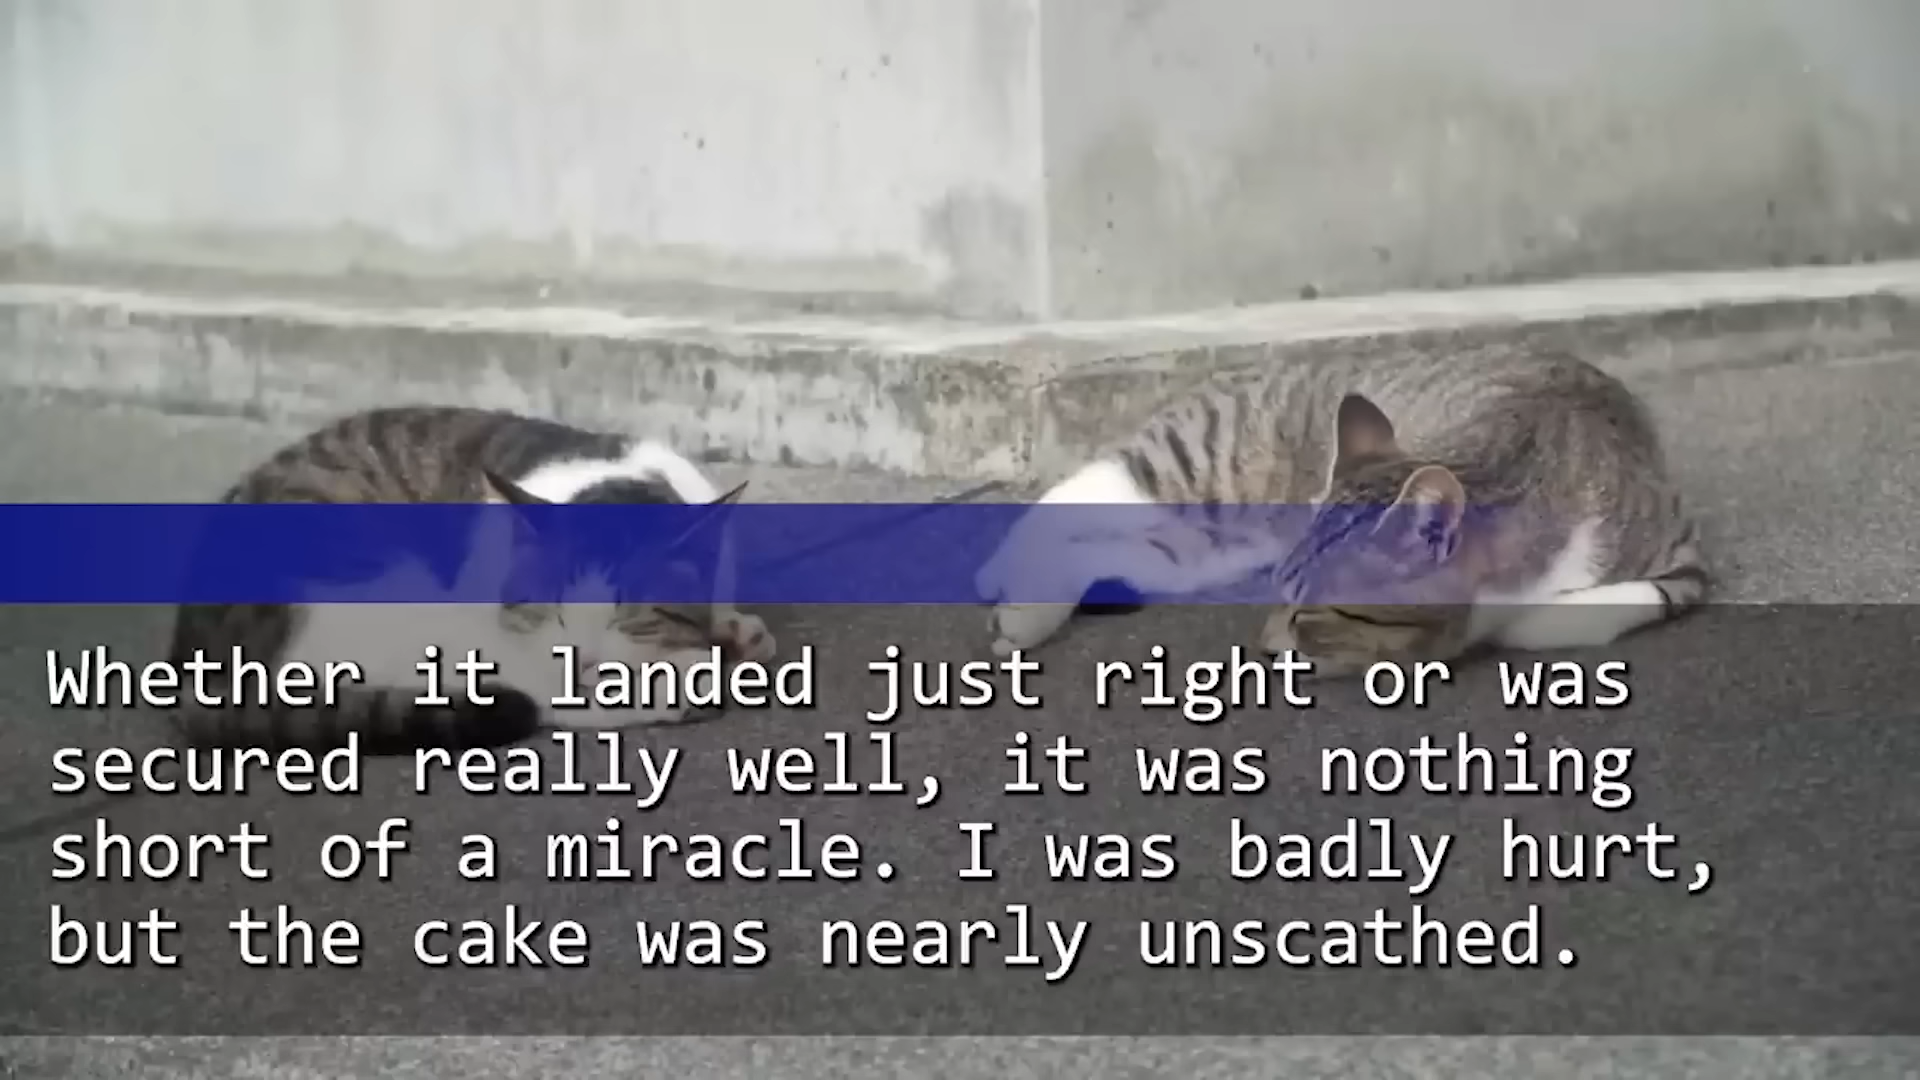 Whether it landed just right or was
secured really well, it was nothing
short of a miracle. I was badly hurt,
but the cake was nearly unscathed.